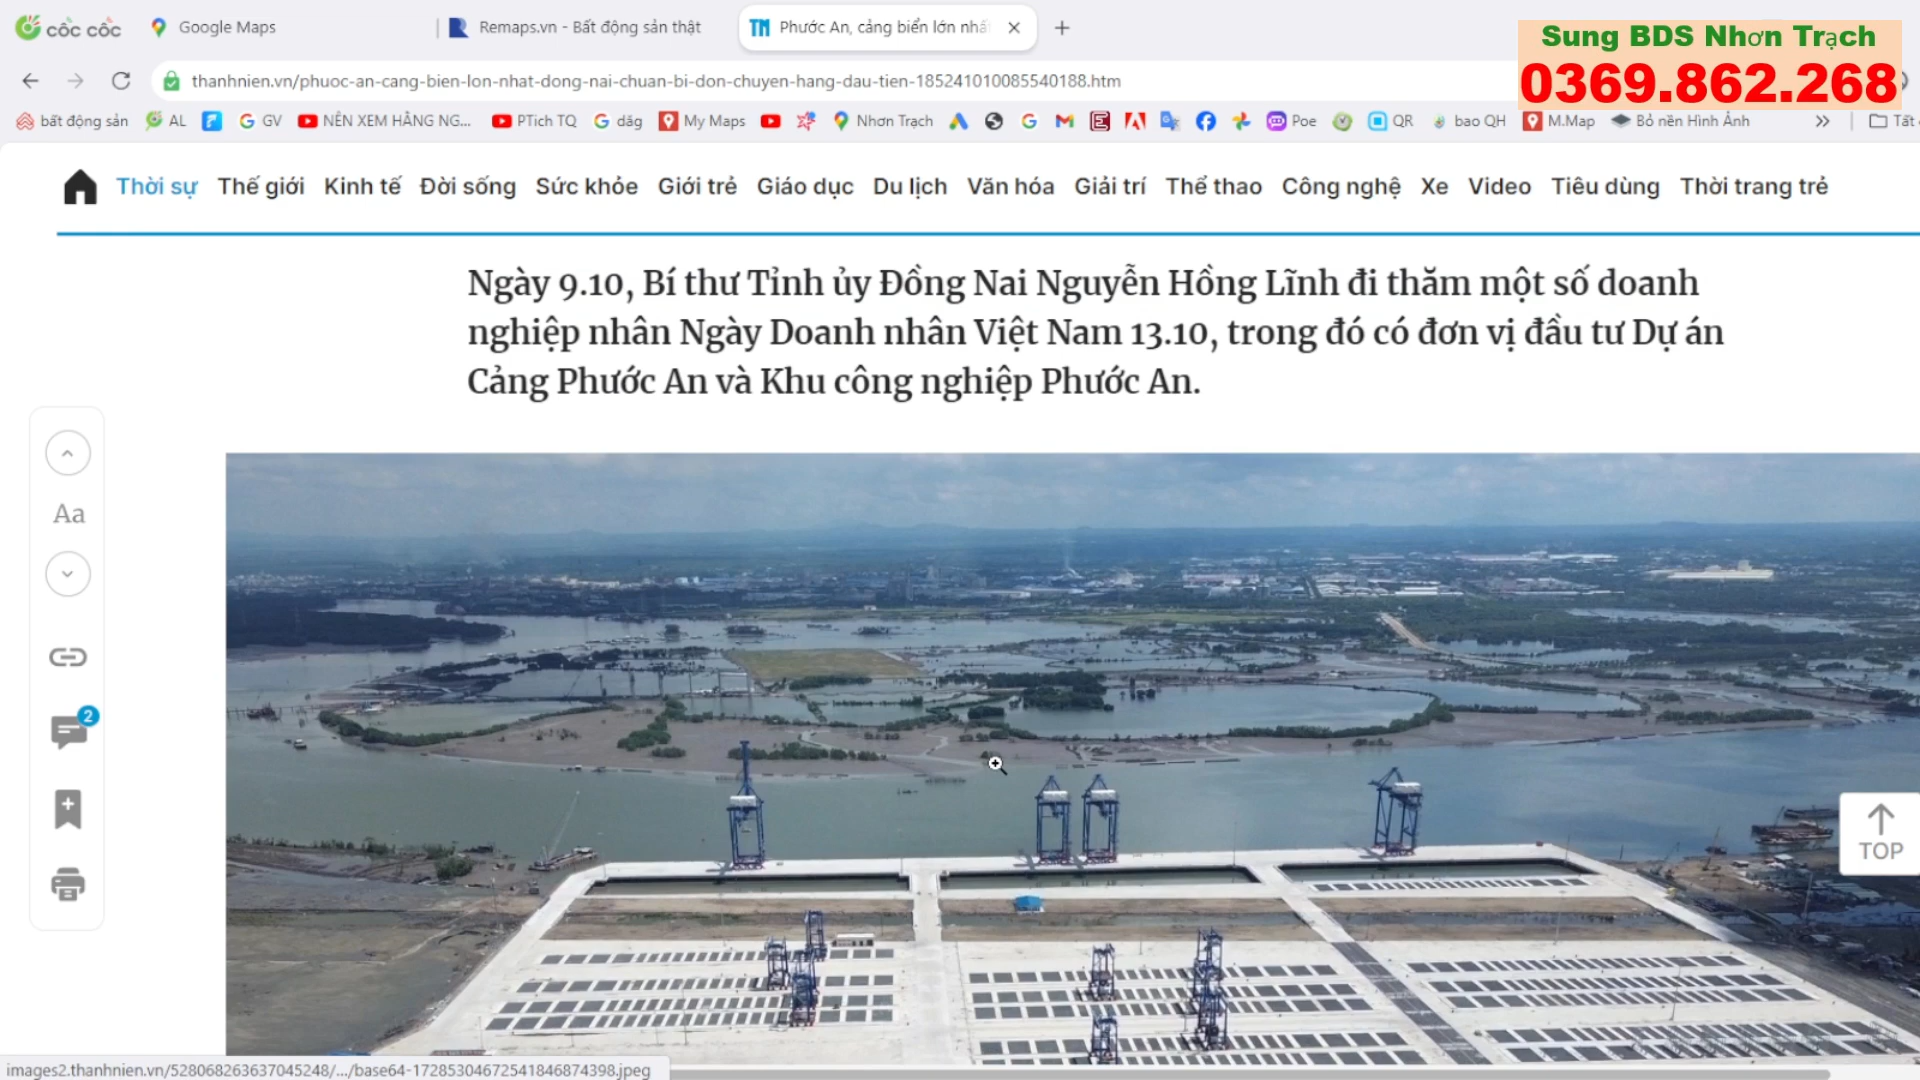 cốc cốc
Google Maps
Remaps.vn - Bất động sản thật
Phước An, cảng biển lớn nhấ
Sung BDS Nhơn Trạch
0369.862.268
thanhnien.vn/phuoc-an-cang-bien-lon-nhat-dong-nai-chuan-bi-don-chuyen-hang-dau-tien-185241010085540188.htm
bất động sản
AL
GV
NÊN XEM HẰNG NG...
PTich TQ
dăg
My Maps
Nhơn Trạch
Poe
QR
bao QH
M.Map
Bỏ nền Hình Ảnh
Tất
Thời sự Thế giới Kinh tế Đời sống Sức khỏe Giới trẻ Giáo dục Du lịch Văn hóa Giải trí Thể thao Công nghệ Xe Video Tiêu dùng Thời trang trẻ
Ngày 9.10, Bí thư Tỉnh ủy Đồng Nai Nguyễn Hồng Lĩnh đi thăm một số doanh
nghiệp nhân Ngày Doanh nhân Việt Nam 13.10, trong đó có đơn vị đầu tư Dự án
Cảng Phước An và Khu công nghiệp Phước An.
Aa
2
TOP
images2.thanhnien.vn/528068263637045248/.../base64-17285304672541846874398.jpeg